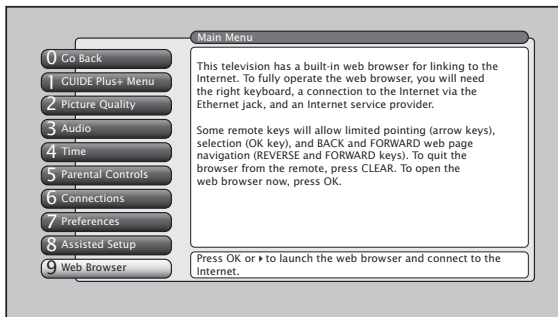 Main Menu
0 Go Back
1 GUIDE Plus+ Menu
2 Picture Quality
3 Audio
4 Time
5 Parental Controls
6 Connections
7 Preferences
8 Assisted Setup
9 Web Browser
This television has a built-in web browser for linking to the
Internet. To fully operate the web browser, you will need
the right keyboard, a connection to the Internet via the
Ethernet jack, and an Internet service provider.
Some remote keys will allow limited pointing (arrow keys),
selection (OK key), and BACK and FORWARD web page
navigation (REVERSE and FORWARD keys). To quit the
browser from the remote, press CLEAR. To open the
web browser now, press OK.
Press OK or ▸ to launch the web browser and connect to the
Internet.